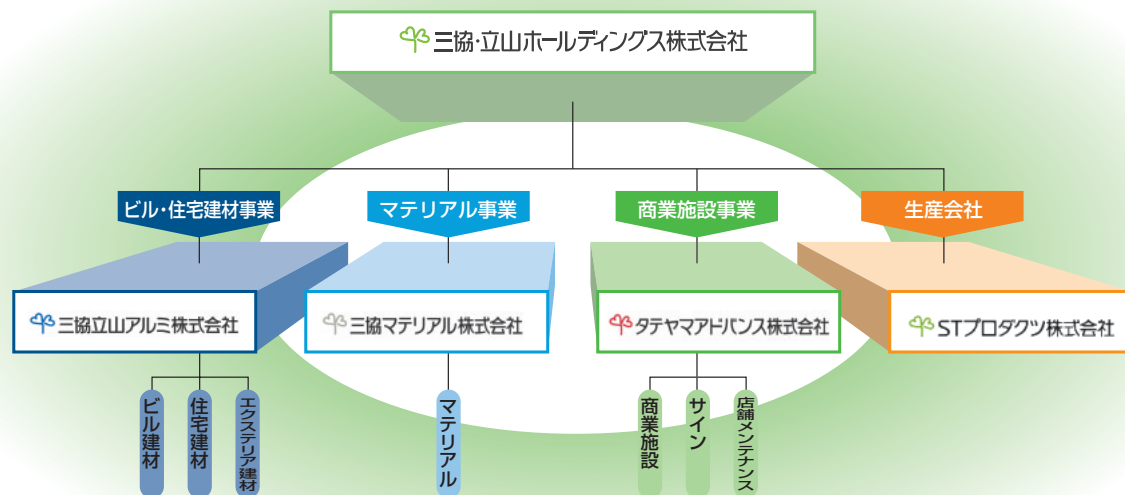 三協・立山ホールディングス株式会社
ビル・住宅建材事業
マテリアル事業
商業施設事業
生産会社
三協立山アルミ株式会社
三協マテリアル株式会社
タテヤマアドバンス株式会社
STプロダクツ株式会社
ビル建材
住宅建材
エクステリア建材
マテリアル
商業施設
サイン
店舗メンテナンス